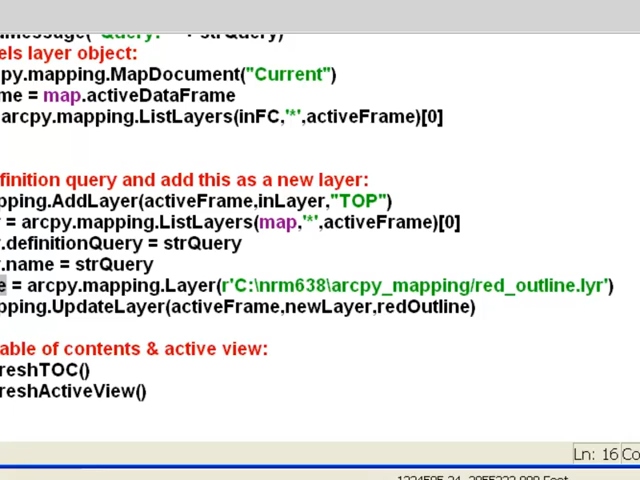 "Query: " + strQuery)
els layer object:
py.mapping.MapDocument("Current")
me = map.activeDataFrame
arcpy.mapping.ListLayers(inFC,'*',activeFrame)[0]
finition query and add this as a new layer:
pping.AddLayer(activeFrame,inLayer,"TOP")
r = arcpy.mapping.ListLayers(map,'*',activeFrame)[0]
r.definitionQuery = strQuery
r.name = strQuery
e = arcpy.mapping.Layer(r'C:\nrm638\arcpy_mapping/red_outline.lyr')
pping.UpdateLayer(activeFrame,newLayer,redOutline)
able of contents & active view:
reshTOC()
reshActiveView()
Ln: 16 Co